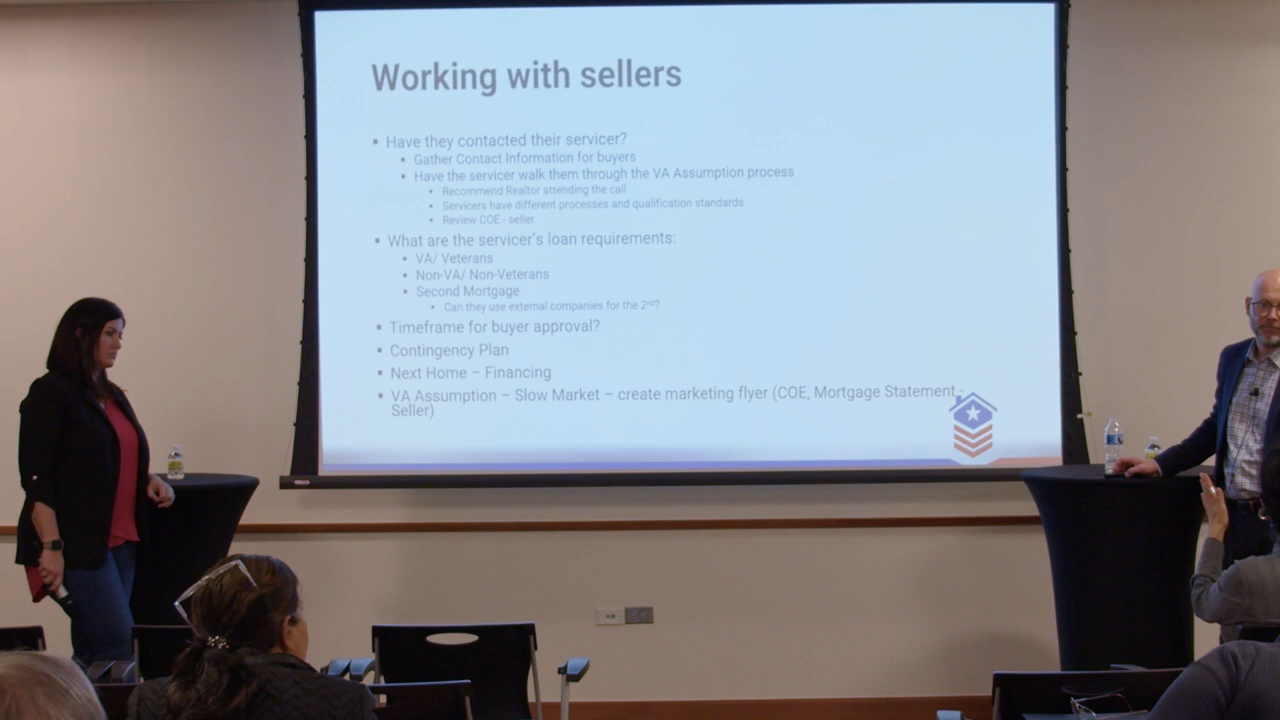 Working with sellers
▪ Have they contacted their servicer?
▪ Gather Contact Information for buyers
▪ Have the servicer walk them through the VA Assumption process
▪ Recommend Realtor attending the call
▪ Servicers have different processes and qualification standards
▪ Review COE - seller
▪ What are the servicer's loan requirements:
▪ VA/ Veterans
▪ Non-VA/ Non-Veterans
▪ Second Mortgage
▪ Can they use external companies for the 2nd?
▪ Timeframe for buyer approval?
▪ Contingency Plan
▪ Next Home – Financing
▪ VA Assumption – Slow Market – create marketing flyer (COE, Mortgage Statement -
Seller)